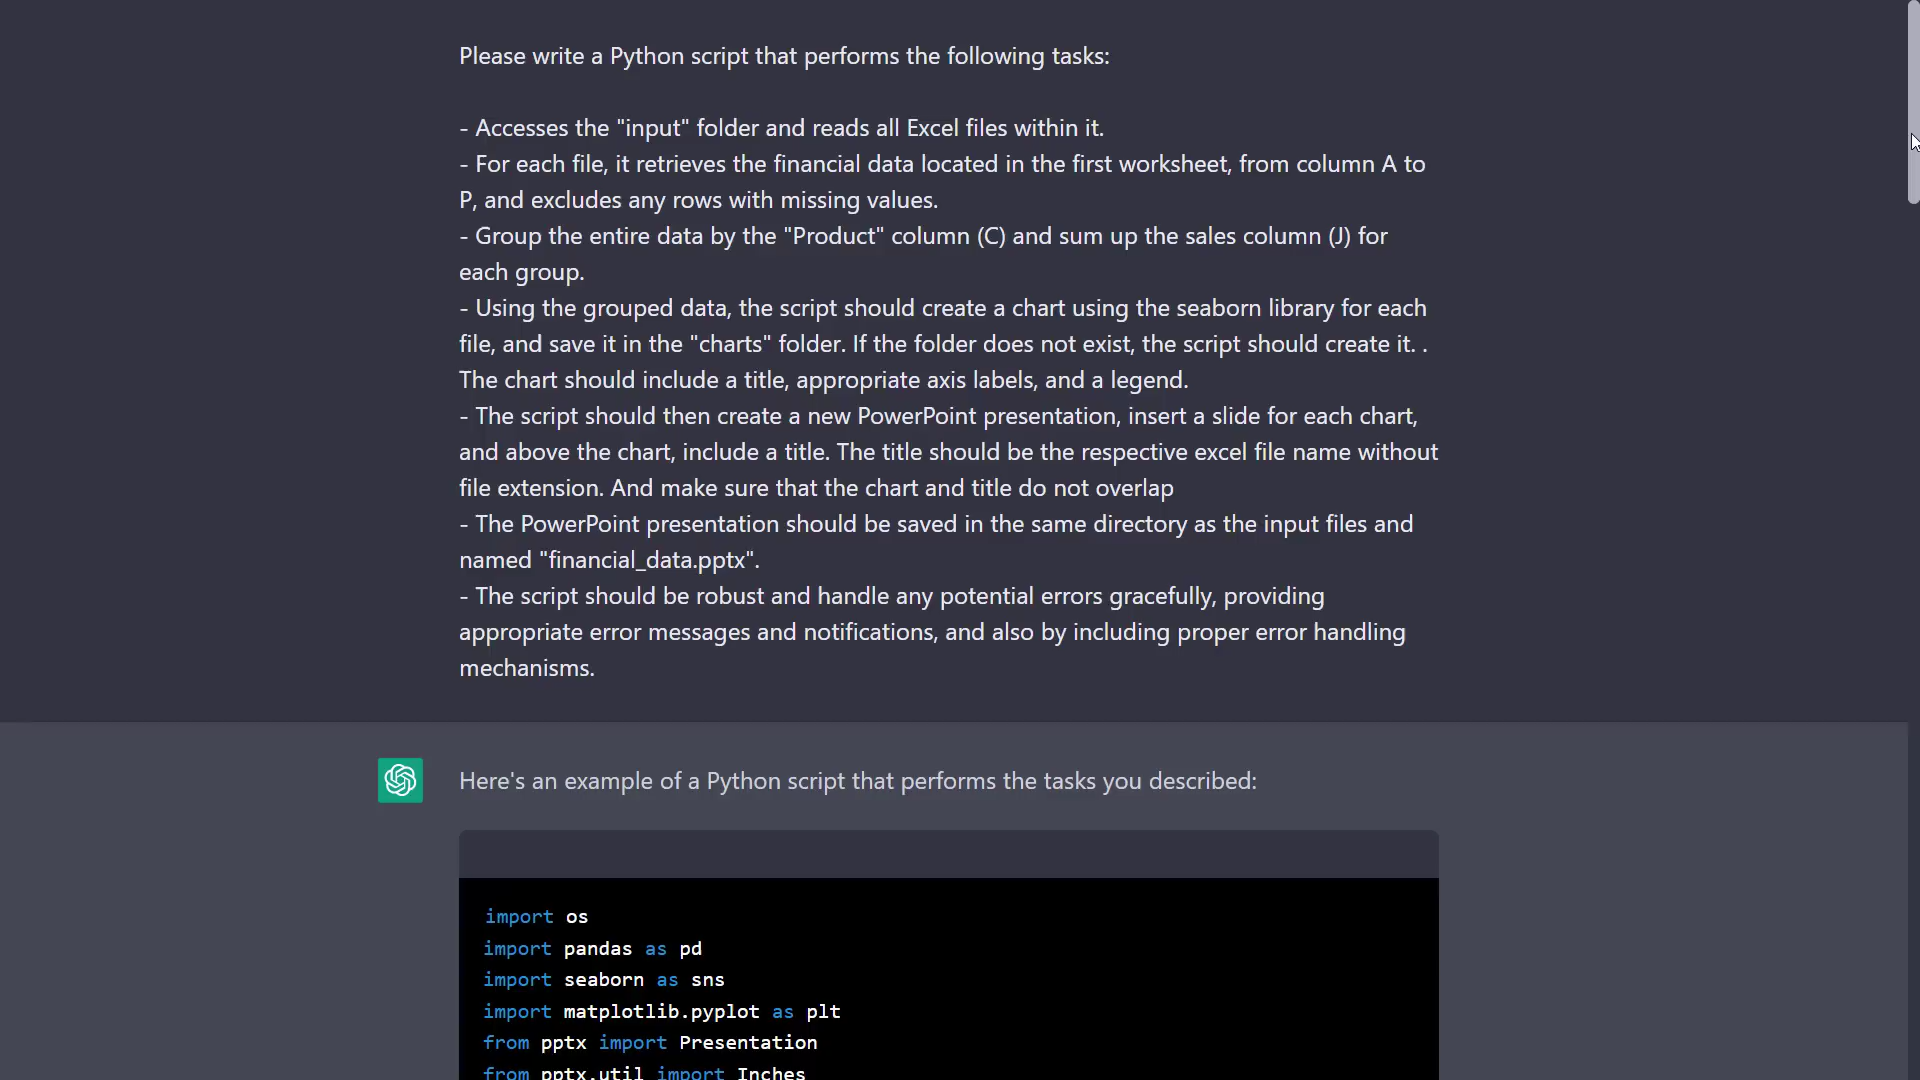 Please write a Python script that performs the following tasks:
- Accesses the "input" folder and reads all Excel files within it.
- For each file, it retrieves the financial data located in the first worksheet, from column A to
P, and excludes any rows with missing values.
- Group the entire data by the "Product" column (C) and sum up the sales column (J) for
each group.
- Using the grouped data, the script should create a chart using the seaborn library for each
file, and save it in the "charts" folder. If the folder does not exist, the script should create it. .
The chart should include a title, appropriate axis labels, and a legend.
- The script should then create a new PowerPoint presentation, insert a slide for each chart,
and above the chart, include a title. The title should be the respective excel file name without
file extension. And make sure that the chart and title do not overlap
- The PowerPoint presentation should be saved in the same directory as the input files and
named "financial_data.pptx".
- The script should be robust and handle any potential errors gracefully, providing
appropriate error messages and notifications, and also by including proper error handling
mechanisms.
Here's an example of a Python script that performs the tasks you described:
import os
import pandas as pd
import seaborn as sns
import matplotlib.pyplot as plt
from pptx import Presentation
from pptx.util import Inches